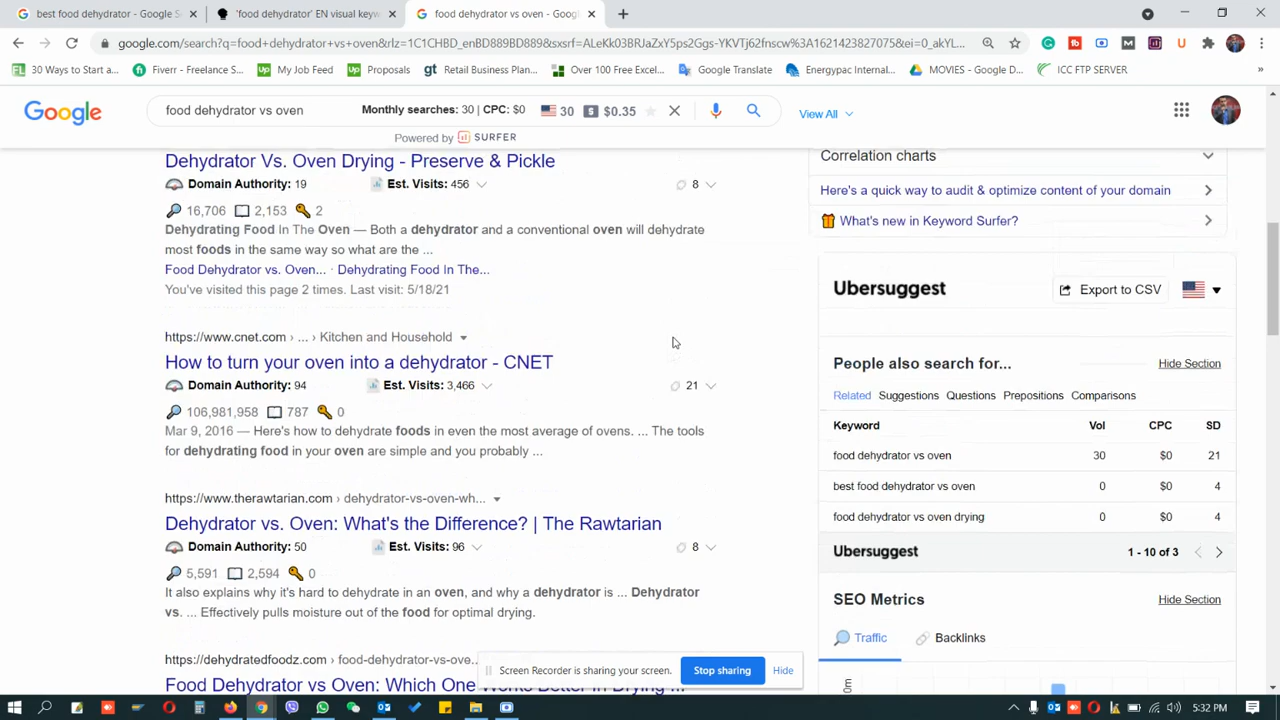 best food dehydrator - Google S
'food dehydrator' EN visual keyw
food dehydrator vs oven - Googl
google.com/search?q=food+dehydrator+vs+oven&rlz=1C1CHBD_enBD889BD889&sxsrf=ALeKk03BRJaZxY5ps2Ggs-YKVTj62fnscw%3A1621423827075&ei=0_akYL...
30 Ways to Start a...
Fiverr - Freelance S...
My Job Feed
Proposals
Retail Business Plan...
Over 100 Free Excel...
Google Translate
Energypac Internal...
MOVIES - Google D...
ICC FTP SERVER
Google
food dehydrator vs oven
Monthly searches: 30 | CPC: $0
30
$0.35
View All
Powered by SURFER
Dehydrator Vs. Oven Drying - Preserve & Pickle
Domain Authority: 19 Est. Visits: 456 8
16,706 2,153 2
Dehydrating Food In The Oven — Both a dehydrator and a conventional oven will dehydrate
most foods in the same way so what are the ...
Food Dehydrator vs. Oven... · Dehydrating Food In The...
You've visited this page 2 times. Last visit: 5/18/21
https://www.cnet.com › ... › Kitchen and Household
How to turn your oven into a dehydrator - CNET
Domain Authority: 94 Est. Visits: 3,466 21
106,981,958 787 0
Mar 9, 2016 — Here's how to dehydrate foods in even the most average of ovens. ... The tools
for dehydrating food in your oven are simple and you probably ...
https://www.therawtarian.com › dehydrator-vs-oven-wh...
Dehydrator vs. Oven: What's the Difference? | The Rawtarian
Domain Authority: 50 Est. Visits: 96 8
5,591 2,594 0
It also explains why it's hard to dehydrate in an oven, and why a dehydrator is ... Dehydrator
vs. ... Effectively pulls moisture out of the food for optimal drying.
https://dehydratedfoodz.com › food-dehydrator-vs-ove...
Food Dehydrator vs Oven: Which One Works Better In Drying ...
Correlation charts
Here's a quick way to audit & optimize content of your domain
What's new in Keyword Surfer?
Ubersuggest
Export to CSV
People also search for...
Hide Section
Related Suggestions Questions Prepositions Comparisons
Keyword Vol CPC SD
food dehydrator vs oven 30 $0 21
best food dehydrator vs oven 0 $0 4
food dehydrator vs oven drying 0 $0 4
Ubersuggest
1 - 10 of 3
SEO Metrics
Hide Section
Traffic
Backlinks
Screen Recorder is sharing your screen.
Stop sharing
Hide
5:32 PM